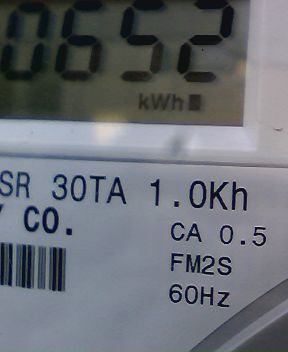 0652
kWh
SR 30TA 1.0Kh
Y CO.
CA 0.5
FM2S
60Hz